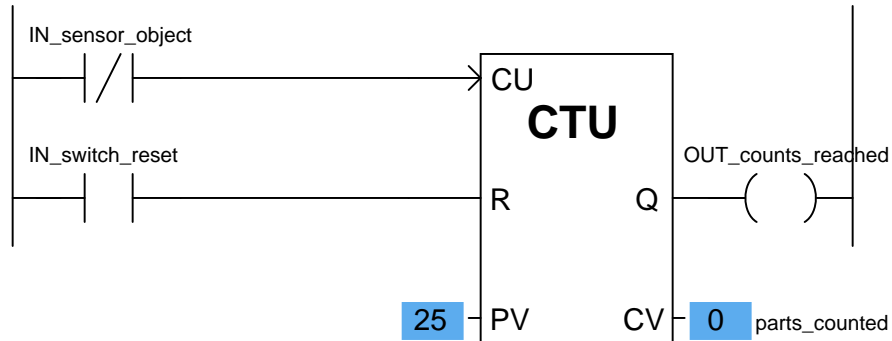 IN_sensor_object
CU
CTU
IN_switch_reset
OUT_counts_reached
R
Q
25
PV
CV
0
parts_counted